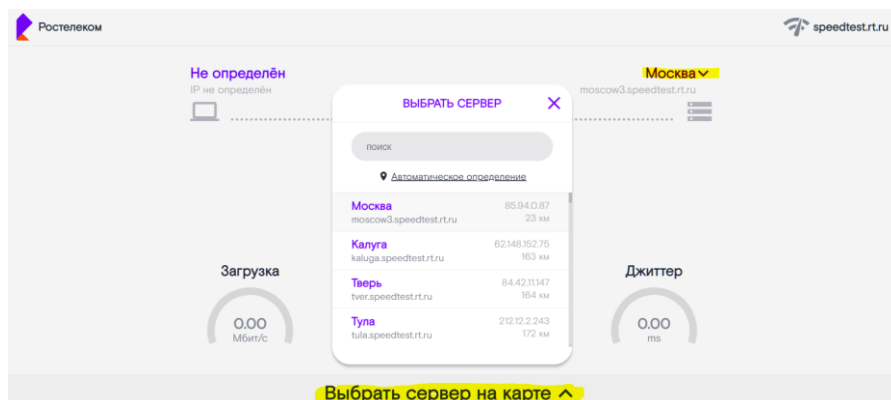 Ростелеком
speedtest.rt.ru
Не определён
IP не определён
Москва
moscow3.speedtest.rt.ru
ВЫБРАТЬ СЕРВЕР
поиск
Автоматическое определение
Москва 85.94.0.87
moscow3.speedtest.rt.ru 23 км
Калуга 62.148.152.75
kaluga.speedtest.rt.ru 163 км
Тверь 84.42.11.147
tver.speedtest.rt.ru 164 км
Тула 212.12.2.243
tula.speedtest.rt.ru 172 км
Загрузка
0.00
Мбит/с
Джиттер
0.00
ms
Выбрать сервер на карте